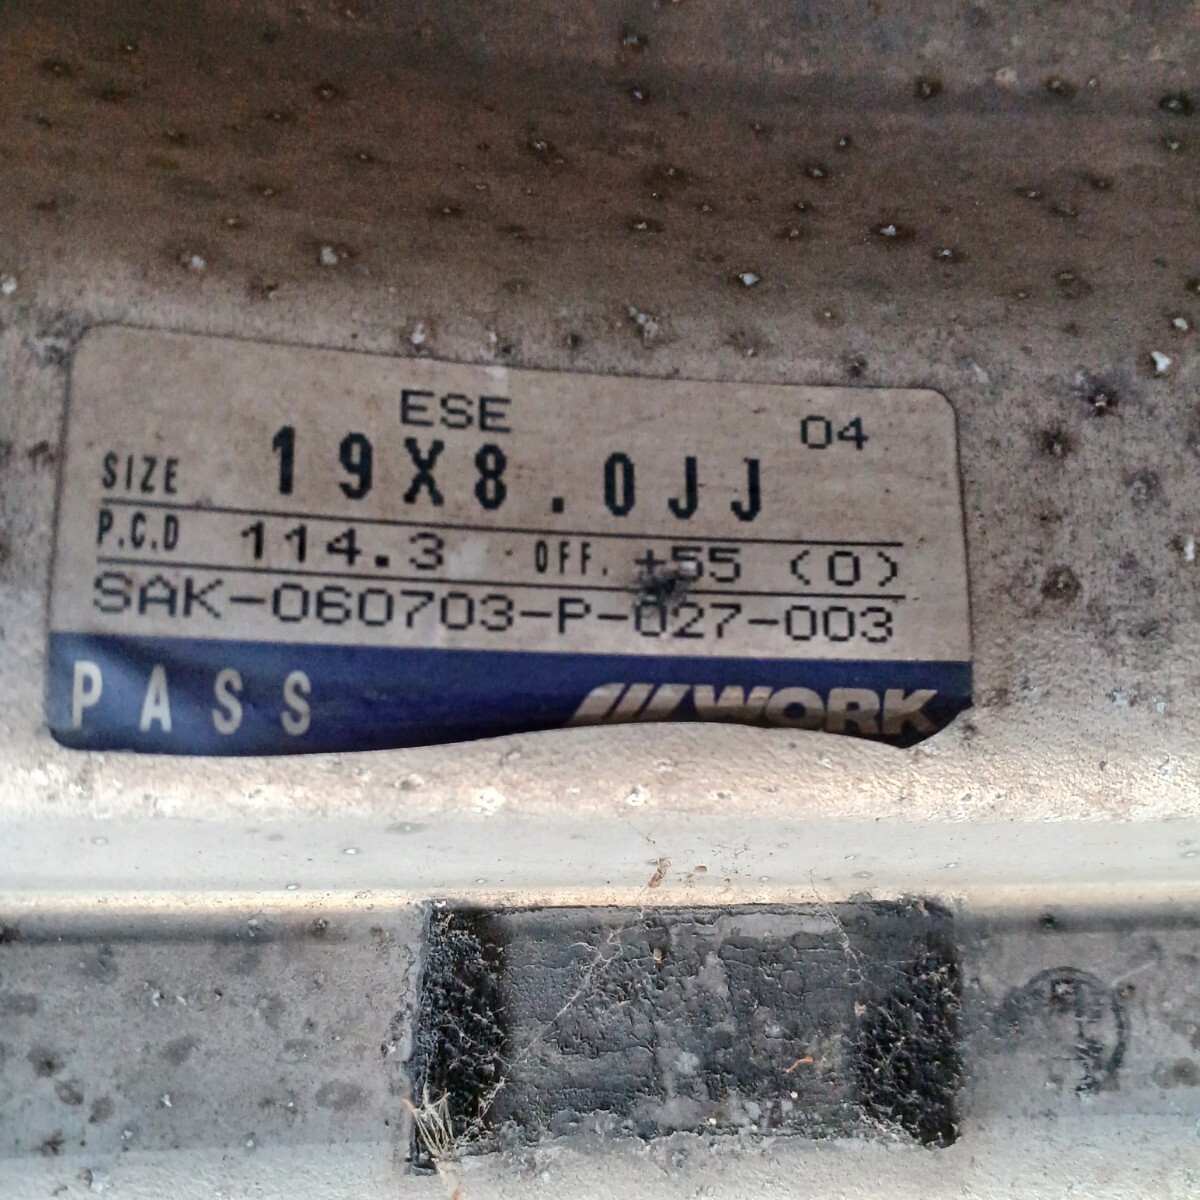 ESE 04
SIZE 19X8.0JJ
P.C.D 114.3 OFF. +55 (0)
SAK-060703-P-027-003
PASS WORK